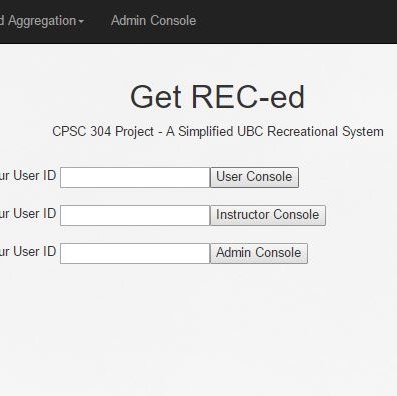 d Aggregation Admin Console
Get REC-ed
CPSC 304 Project - A Simplified UBC Recreational System
ur User ID User Console
ur User ID Instructor Console
ur User ID Admin Console